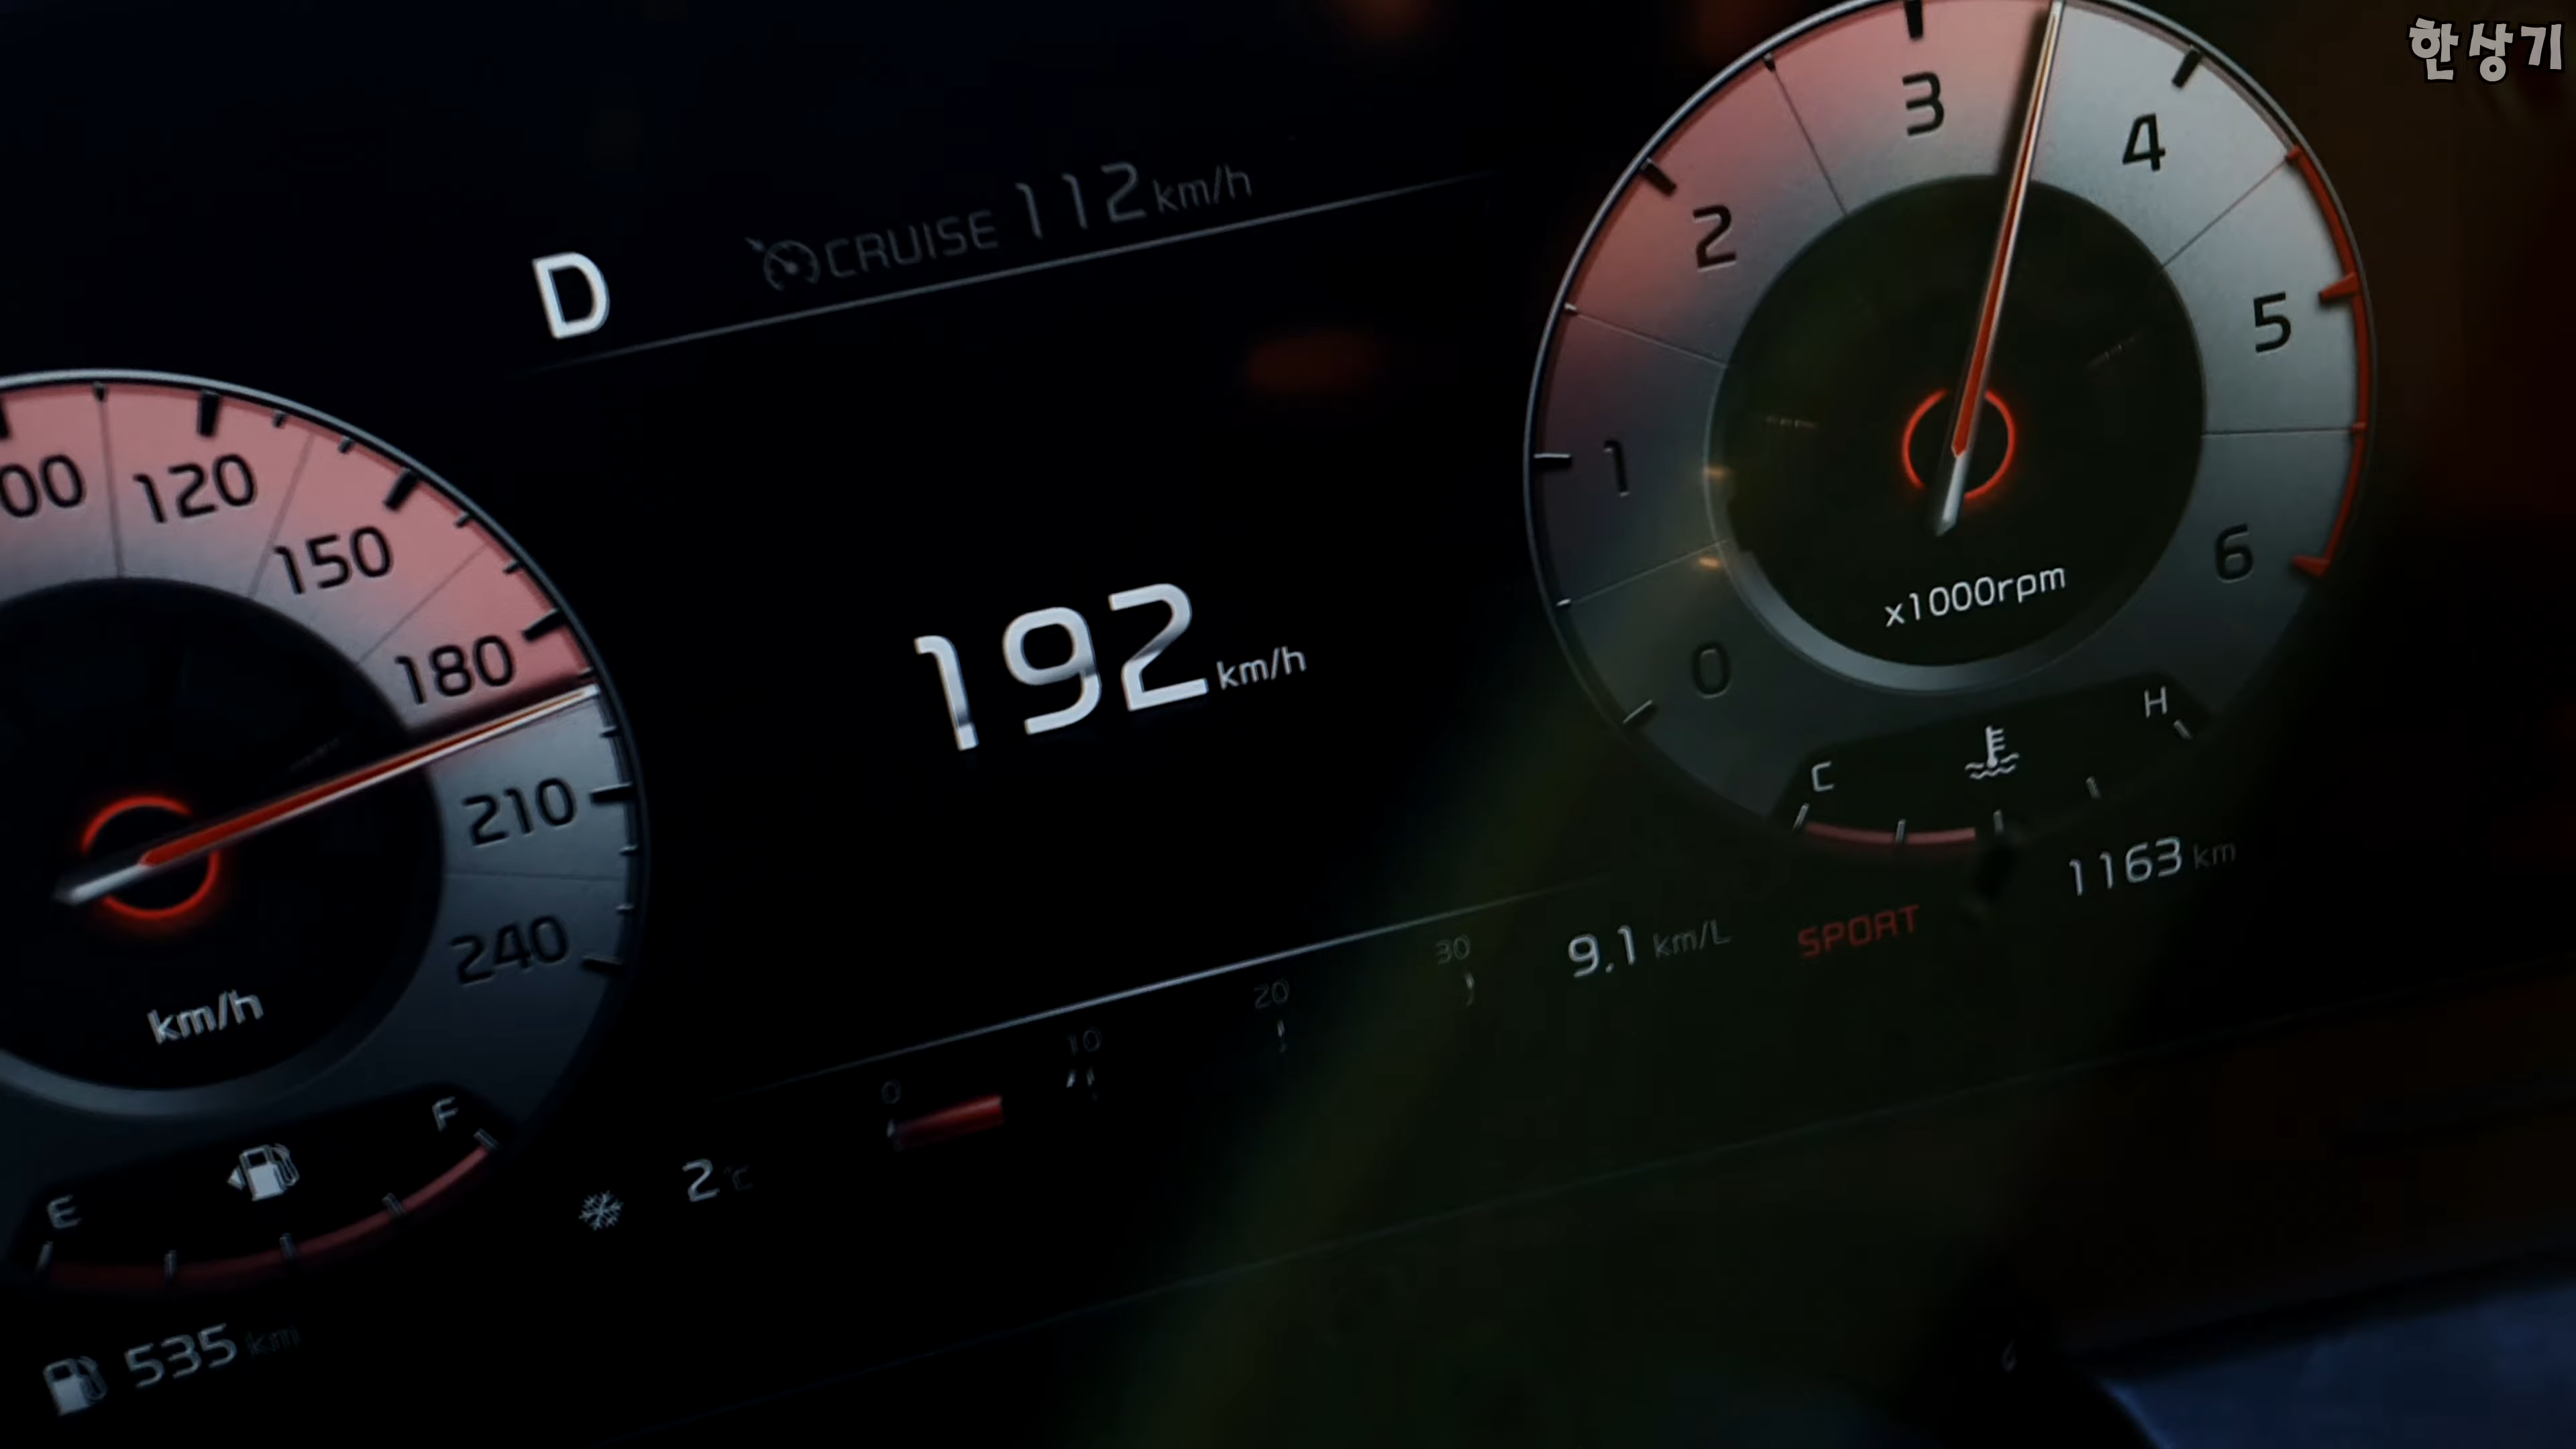 한상기
D
CRUISE 112 km/h
00
120
150
180
210
240
km/h
192 km/h
0
1
2
3
4
5
6
x1000rpm
C
H
1163 km
E
F
535 km
2 °C
0
10
20
30
9.1 km/L
SPORT